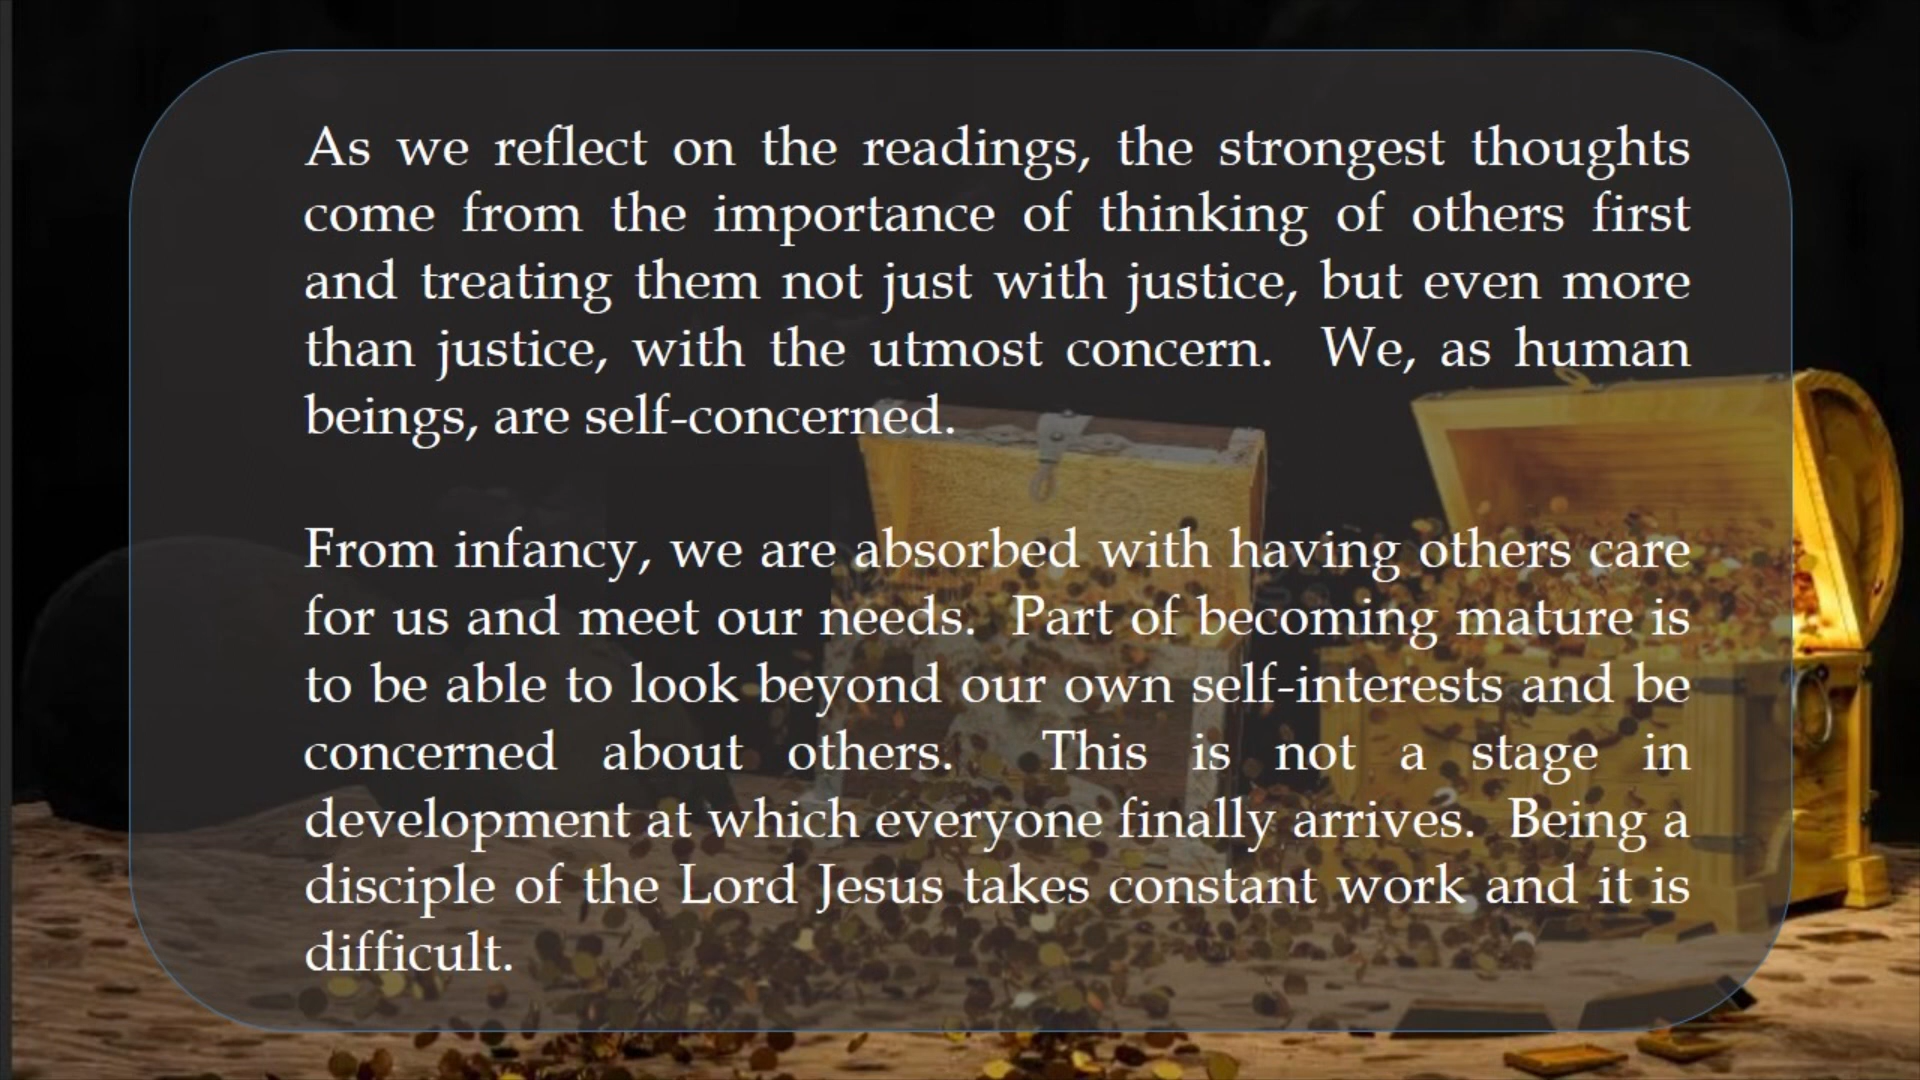 As we reflect on the readings, the strongest thoughts
come from the importance of thinking of others first
and treating them not just with justice, but even more
than justice, with the utmost concern.  We, as human
beings, are self-concerned.

From infancy, we are absorbed with having others care
for us and meet our needs.  Part of becoming mature is
to be able to look beyond our own self-interests and be
concerned about others.  This is not a stage in
development at which everyone finally arrives.  Being a
disciple of the Lord Jesus takes constant work and it is
difficult.